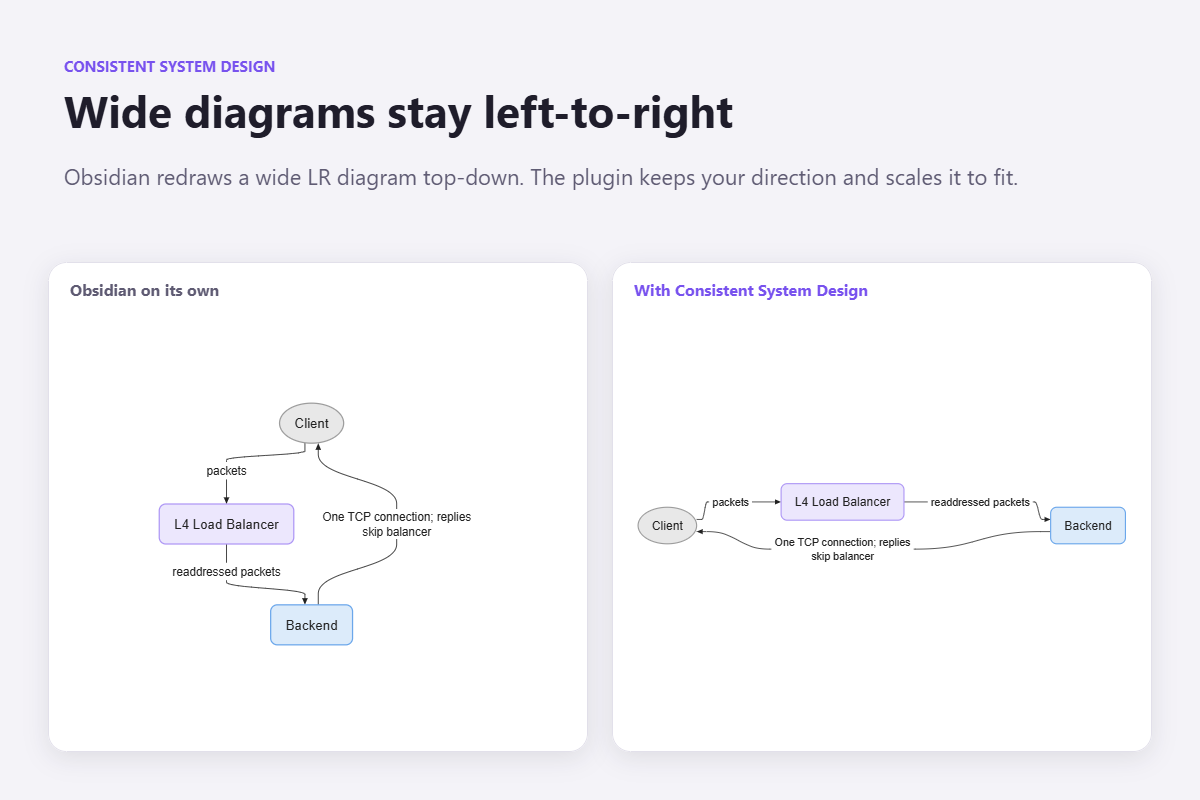 CONSISTENT SYSTEM DESIGN
Wide diagrams stay left-to-right
Obsidian redraws a wide LR diagram top-down. The plugin keeps your direction and scales it to fit.
Obsidian on its own
Client
packets
L4 Load Balancer
One TCP connection; replies
skip balancer
readdressed packets
Backend
With Consistent System Design
Client
packets
L4 Load Balancer
readdressed packets
Backend
One TCP connection; replies
skip balancer